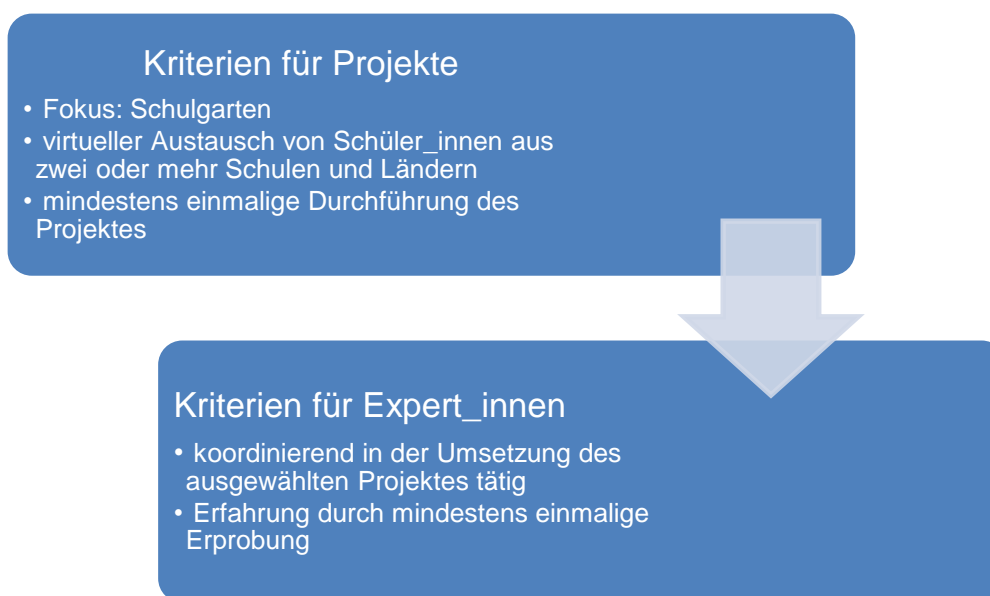 Kriterien für Projekte
• Fokus: Schulgarten
• virtueller Austausch von Schüler_innen aus
zwei oder mehr Schulen und Ländern
• mindestens einmalige Durchführung des
Projektes
Kriterien für Expert_innen
• koordinierend in der Umsetzung des
ausgewählten Projektes tätig
• Erfahrung durch mindestens einmalige
Erprobung